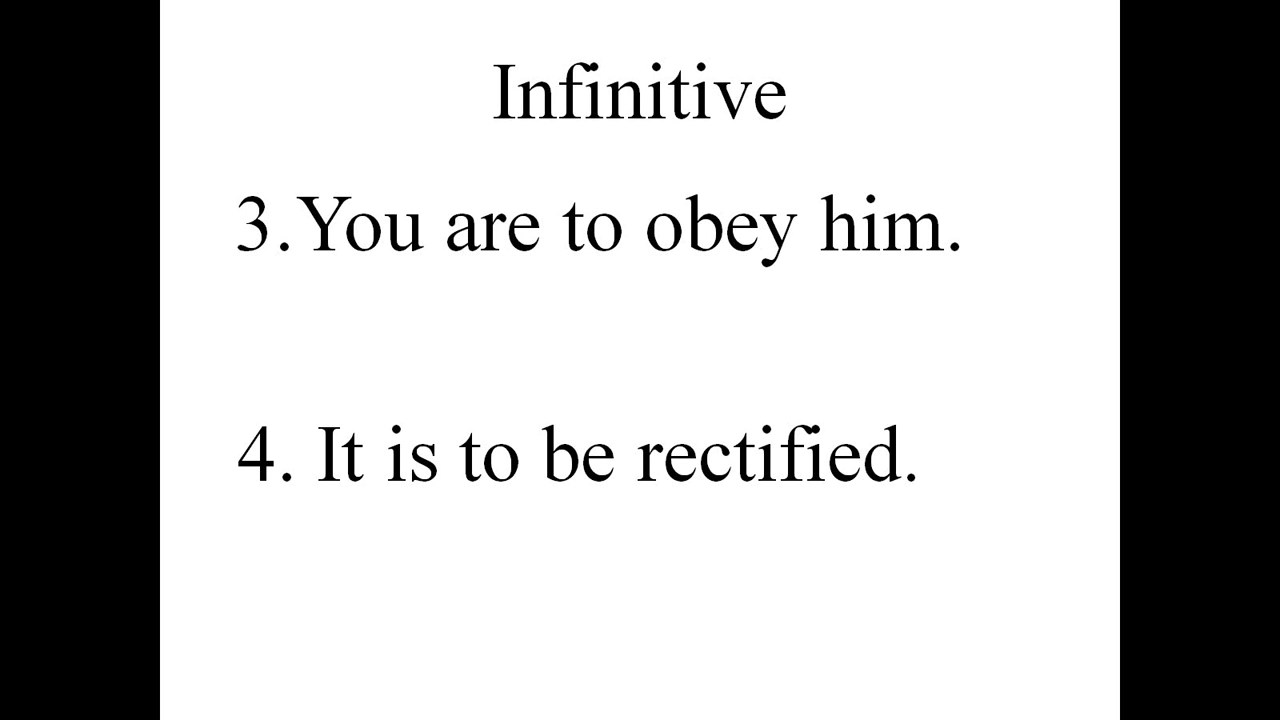 Infinitive
3. You are to obey him.
4. It is to be rectified.